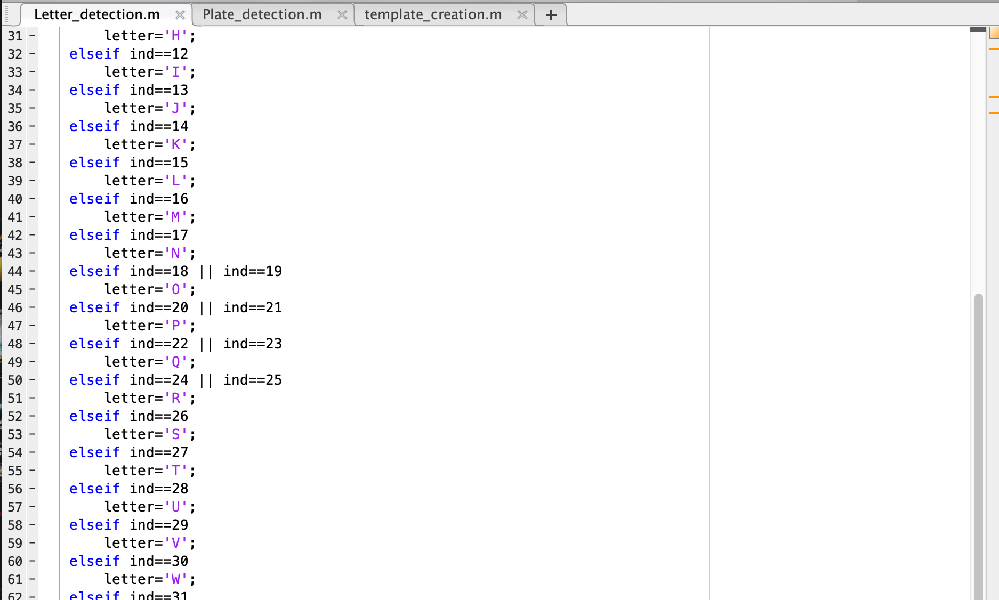 Letter_detection.m Plate_detection.m template_creation.m +
31 - letter='H';
32 - elseif ind==12
33 - letter='I';
34 - elseif ind==13
35 - letter='J';
36 - elseif ind==14
37 - letter='K';
38 - elseif ind==15
39 - letter='L';
40 - elseif ind==16
41 - letter='M';
42 - elseif ind==17
43 - letter='N';
44 - elseif ind==18 || ind==19
45 - letter='O';
46 - elseif ind==20 || ind==21
47 - letter='P';
48 - elseif ind==22 || ind==23
49 - letter='Q';
50 - elseif ind==24 || ind==25
51 - letter='R';
52 - elseif ind==26
53 - letter='S';
54 - elseif ind==27
55 - letter='T';
56 - elseif ind==28
57 - letter='U';
58 - elseif ind==29
59 - letter='V';
60 - elseif ind==30
61 - letter='W';
62 - elseif ind==31